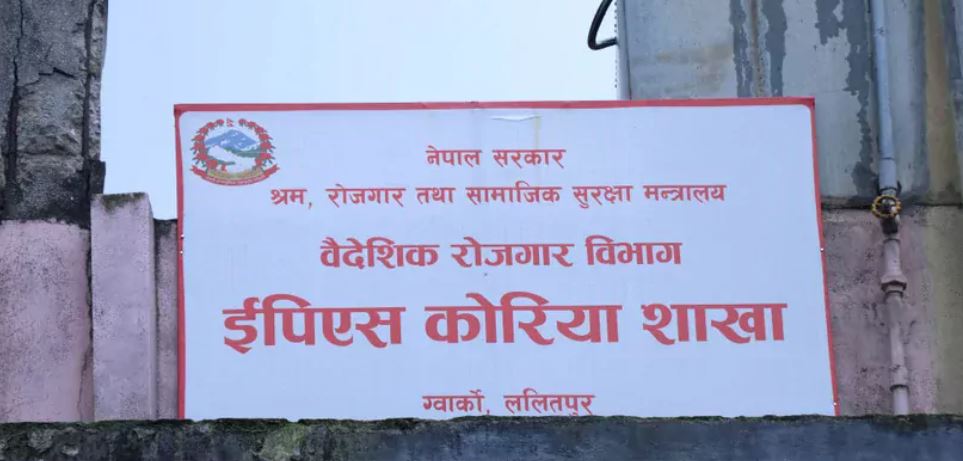 नेपाल सरकार
श्रम, रोजगार तथा सामाजिक सुरक्षा मन्त्रालय
वैदेशिक रोजगार विभाग
ईपिएस कोरिया शाखा
ग्वार्को, ललितपुर